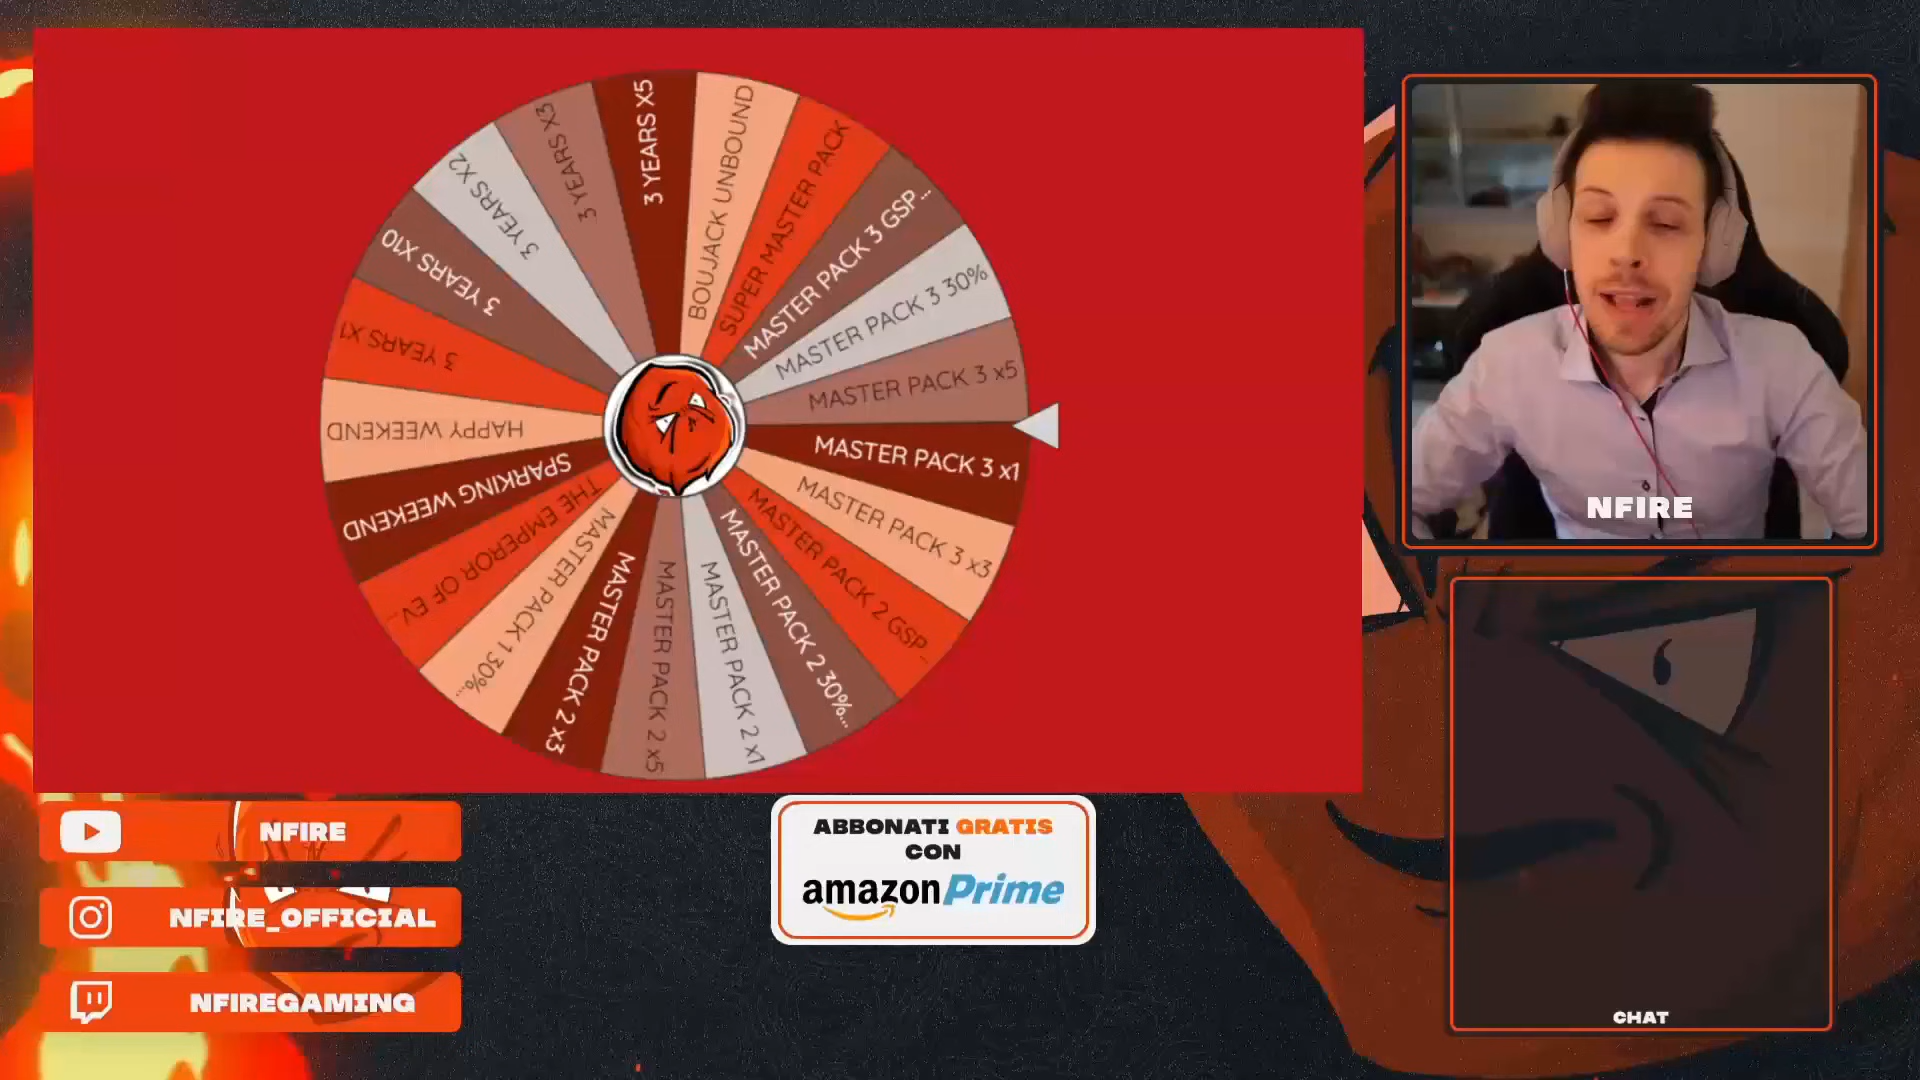 3 YEARS X5
BOUJACK UNBOUND
SUPER MASTER PACK
MASTER PACK 3 GSP...
MASTER PACK 3 30%
MASTER PACK 3 x5
MASTER PACK 3 x1
MASTER PACK 3 x3
MASTER PACK 2 GSP...
MASTER PACK 2 30%...
MASTER PACK 2 x1
MASTER PACK 2 x5
MASTER PACK 2 x3
MASTER PACK 1 30%...
THE EMPEROR OF EV...
SPARKING WEEKEND
HAPPY WEEKEND
3 YEARS X1
3 YEARS X10
3 YEARS X2
3 YEARS X3
NFIRE
NFIRE
NFIRE_OFFICIAL
NFIREGAMING
ABBONATI GRATIS
CON
amazonPrime
CHAT